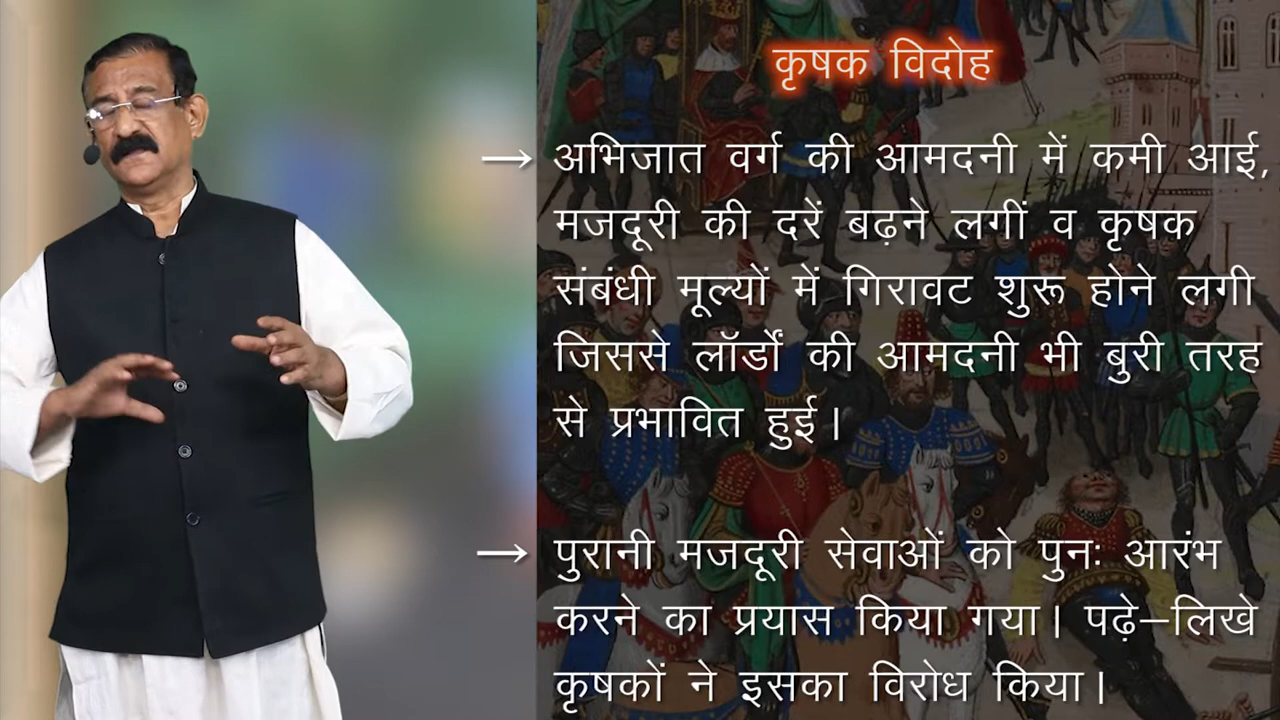 कृषक विदोह
→ अभिजात वर्ग की आमदनी में कमी आई,
मजदूरी की दरें बढ़ने लगीं व कृषक
संबंधी मूल्यों में गिरावट शुरू होने लगी
जिससे लॉर्डों की आमदनी भी बुरी तरह
से प्रभावित हुई।
→ पुरानी मजदूरी सेवाओं को पुनः आरंभ
करने का प्रयास किया गया। पढ़े–लिखे
कृषकों ने इसका विरोध किया।